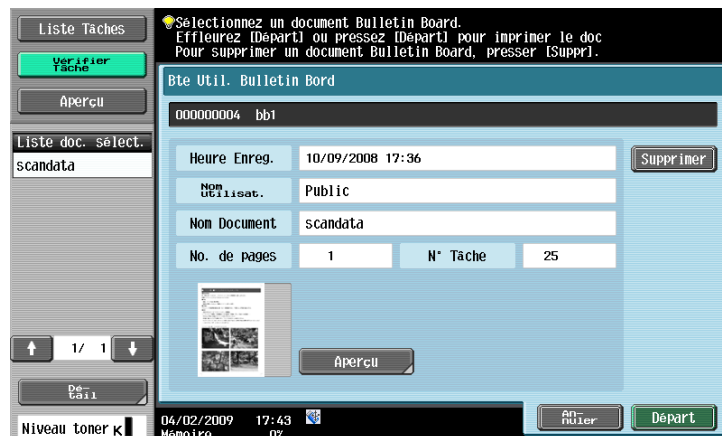 Liste Tâches
Vérifier
Tâche
Aperçu
Liste doc. sélect.
scandata
1/ 1
Dé-
tail
Niveau toner K
Sélectionnez un document Bulletin Board.
Effleurez [Départ] ou pressez [Départ] pour imprimer le doc
Pour supprimer un document Bulletin Board, presser [Suppr].
Bte Util. Bulletin Bord
000000004 bb1
Heure Enreg. 10/09/2008 17:36
Supprimer
Nom
utilisat. Public
Nom Document scandata
No. de pages 1 N° Tâche 25
Aperçu
04/02/2009 17:43
Mémoire 0%
An-
nuler
Départ